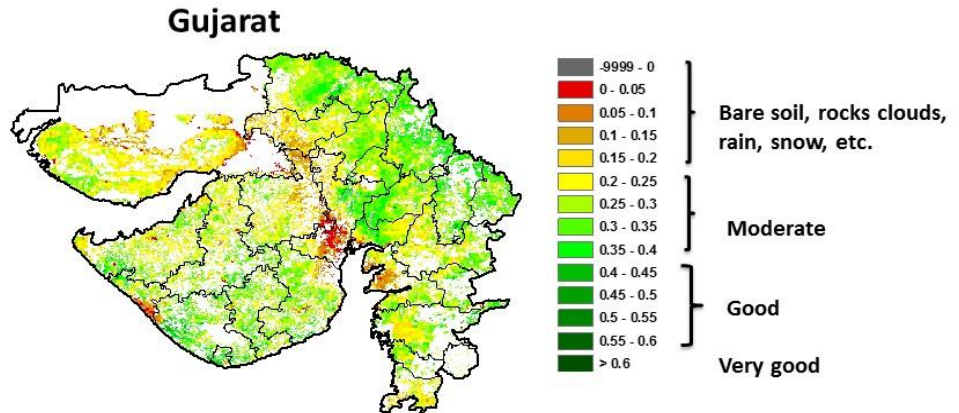 Gujarat
-9999 - 0
0 - 0.05
0.05 - 0.1
0.1 - 0.15
0.15 - 0.2
Bare soil, rocks clouds,
rain, snow, etc.
0.2 - 0.25
0.25 - 0.3
0.3 - 0.35
0.35 - 0.4
Moderate
0.4 - 0.45
0.45 - 0.5
0.5 - 0.55
0.55 - 0.6
Good
> 0.6
Very good